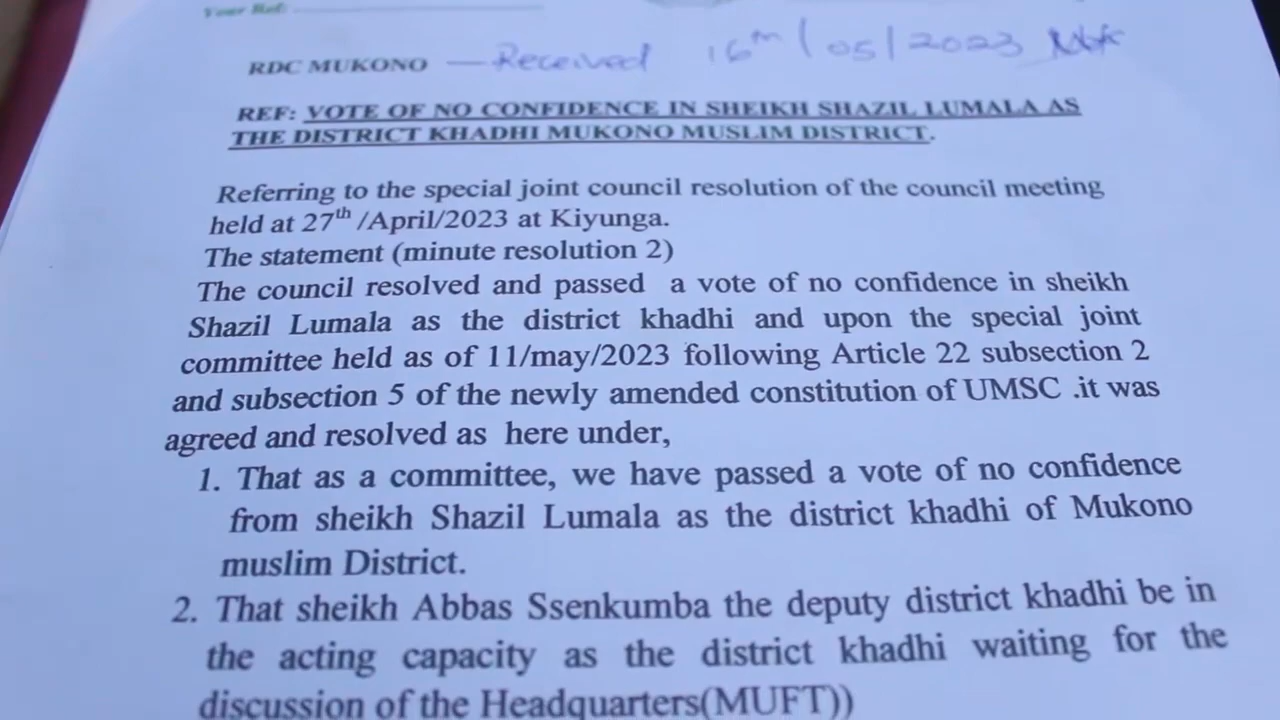 Your Ref:
RDC MUKONO — Received 16th/05/2023
REF: VOTE OF NO CONFIDENCE IN SHEIKH SHAZIL LUMALA AS
THE DISTRICT KHADHI MUKONO MUSLIM DISTRICT.
Referring to the special joint council resolution of the council meeting
held at 27th /April/2023 at Kiyunga.
The statement (minute resolution 2)
The council resolved and passed a vote of no confidence in sheikh
Shazil Lumala as the district khadhi and upon the special joint
committee held as of 11/may/2023 following Article 22 subsection 2
and subsection 5 of the newly amended constitution of UMSC .it was
agreed and resolved as here under,
1. That as a committee, we have passed a vote of no confidence
from sheikh Shazil Lumala as the district khadhi of Mukono
muslim District.
2. That sheikh Abbas Ssenkumba the deputy district khadhi be in
the acting capacity as the district khadhi waiting for the
discussion of the Headquarters(MUFT))